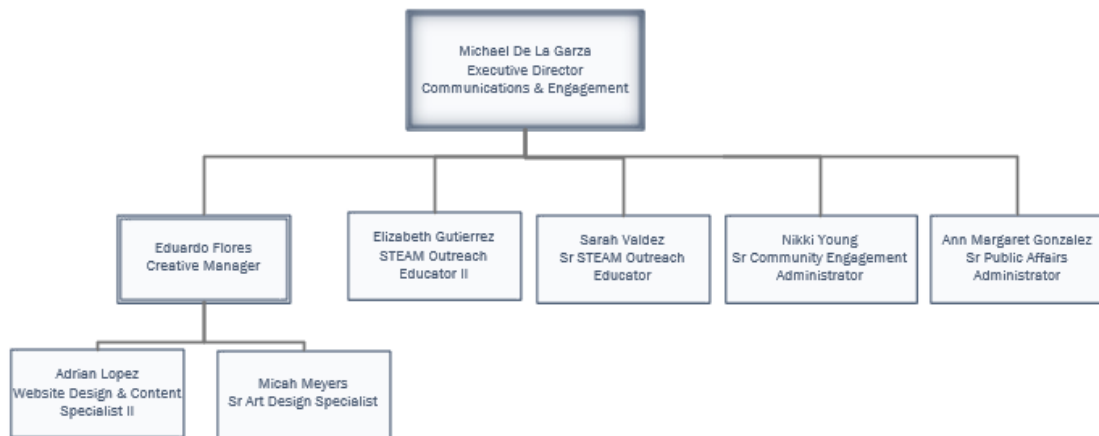 Michael De La Garza
Executive Director
Communications & Engagement
Eduardo Flores
Creative Manager
Elizabeth Gutierrez
STEAM Outreach
Educator II
Sarah Valdez
Sr STEAM Outreach
Educator
Nikki Young
Sr Community Engagement
Administrator
Ann Margaret Gonzalez
Sr Public Affairs
Administrator
Adrian Lopez
Website Design & Content
Specialist II
Micah Meyers
Sr Art Design Specialist